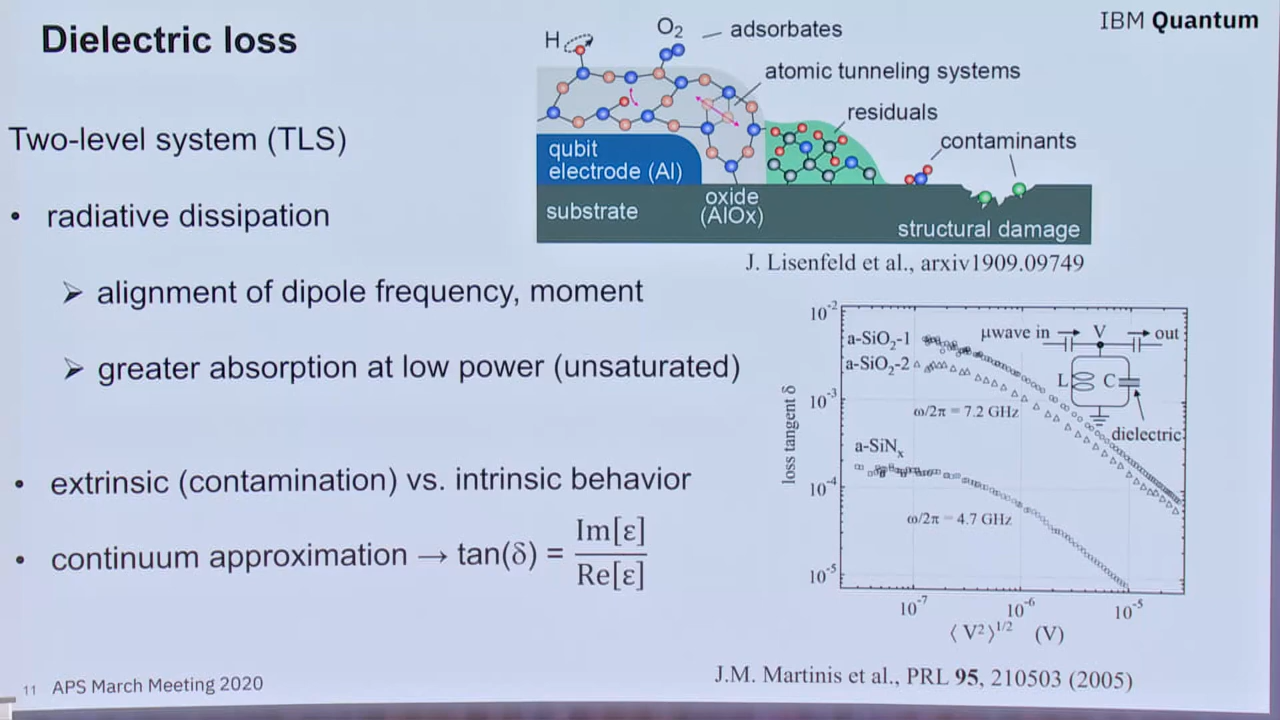 Dielectric loss
IBM Quantum
Two-level system (TLS)
• radiative dissipation
➢ alignment of dipole frequency, moment
➢ greater absorption at low power (unsaturated)
• extrinsic (contamination) vs. intrinsic behavior
• continuum approximation → tan(δ) = Im[ε] / Re[ε]
H
O₂
adsorbates
atomic tunneling systems
residuals
contaminants
qubit
electrode (Al)
substrate
oxide
(AlOx)
structural damage
J. Lisenfeld et al., arxiv1909.09749
10⁻²
10⁻³
10⁻⁴
10⁻⁵
loss tangent δ
a-SiO₂-1
a-SiO₂-2
μwave in
V
out
L
C
ω/2π = 7.2 GHz
dielectric
a-SiNₓ
ω/2π = 4.7 GHz
10⁻⁷
10⁻⁶
10⁻⁵
⟨ V² ⟩¹ᐟ² (V)
J.M. Martinis et al., PRL 95, 210503 (2005)
11 APS March Meeting 2020